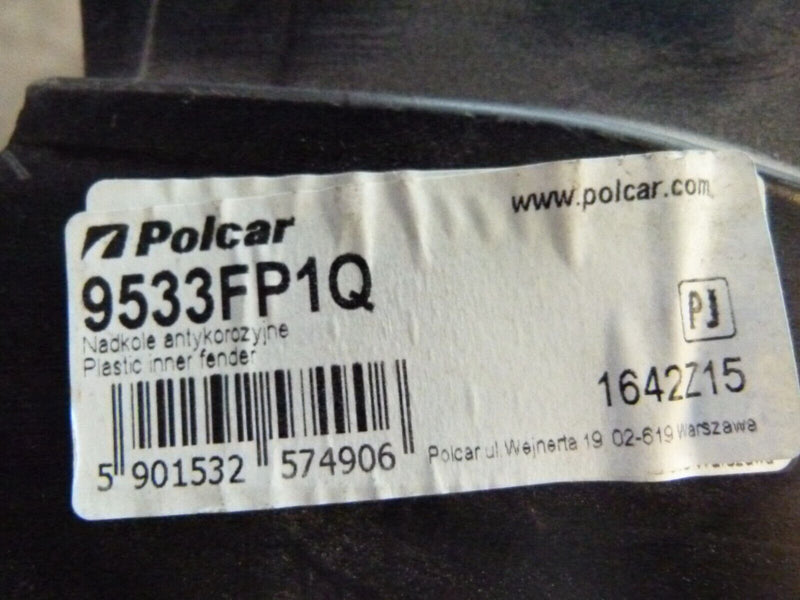 www.polcar.com
Polcar
9533FP1Q
Nadkole antykorozyjne
Plastic inner fender
PJ
1642Z15
5 901532 574906
Polcar ul. Wejnerta 19 02-619 Warszawa
Warszawa